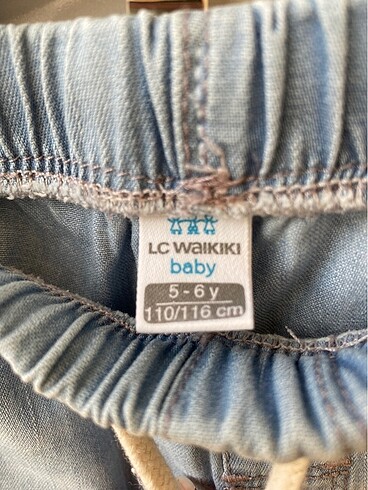 LC WAIKIKI
baby
5-6 y
110/116 cm